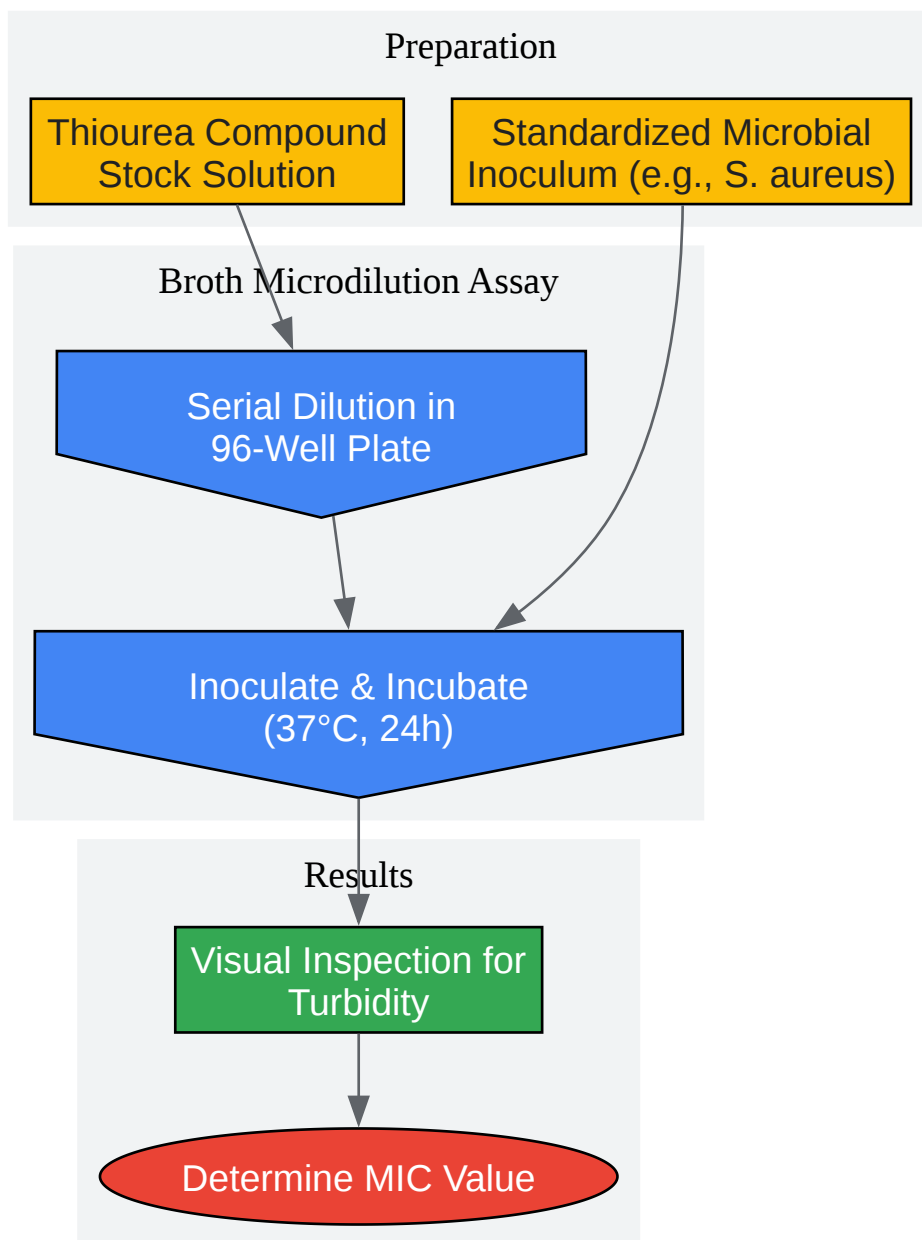 Preparation
Thiourea Compound
Stock Solution
Standardized Microbial
Inoculum (e.g., S. aureus)
Broth Microdilution Assay
Serial Dilution in
96-Well Plate
Inoculate & Incubate
(37°C, 24h)
Results
Visual Inspection for
Turbidity
Determine MIC Value